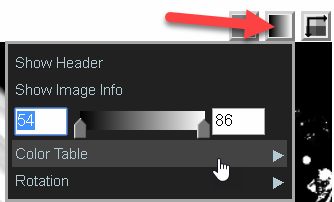 Show Header
Show Image Info
54 86
Color Table
Rotation